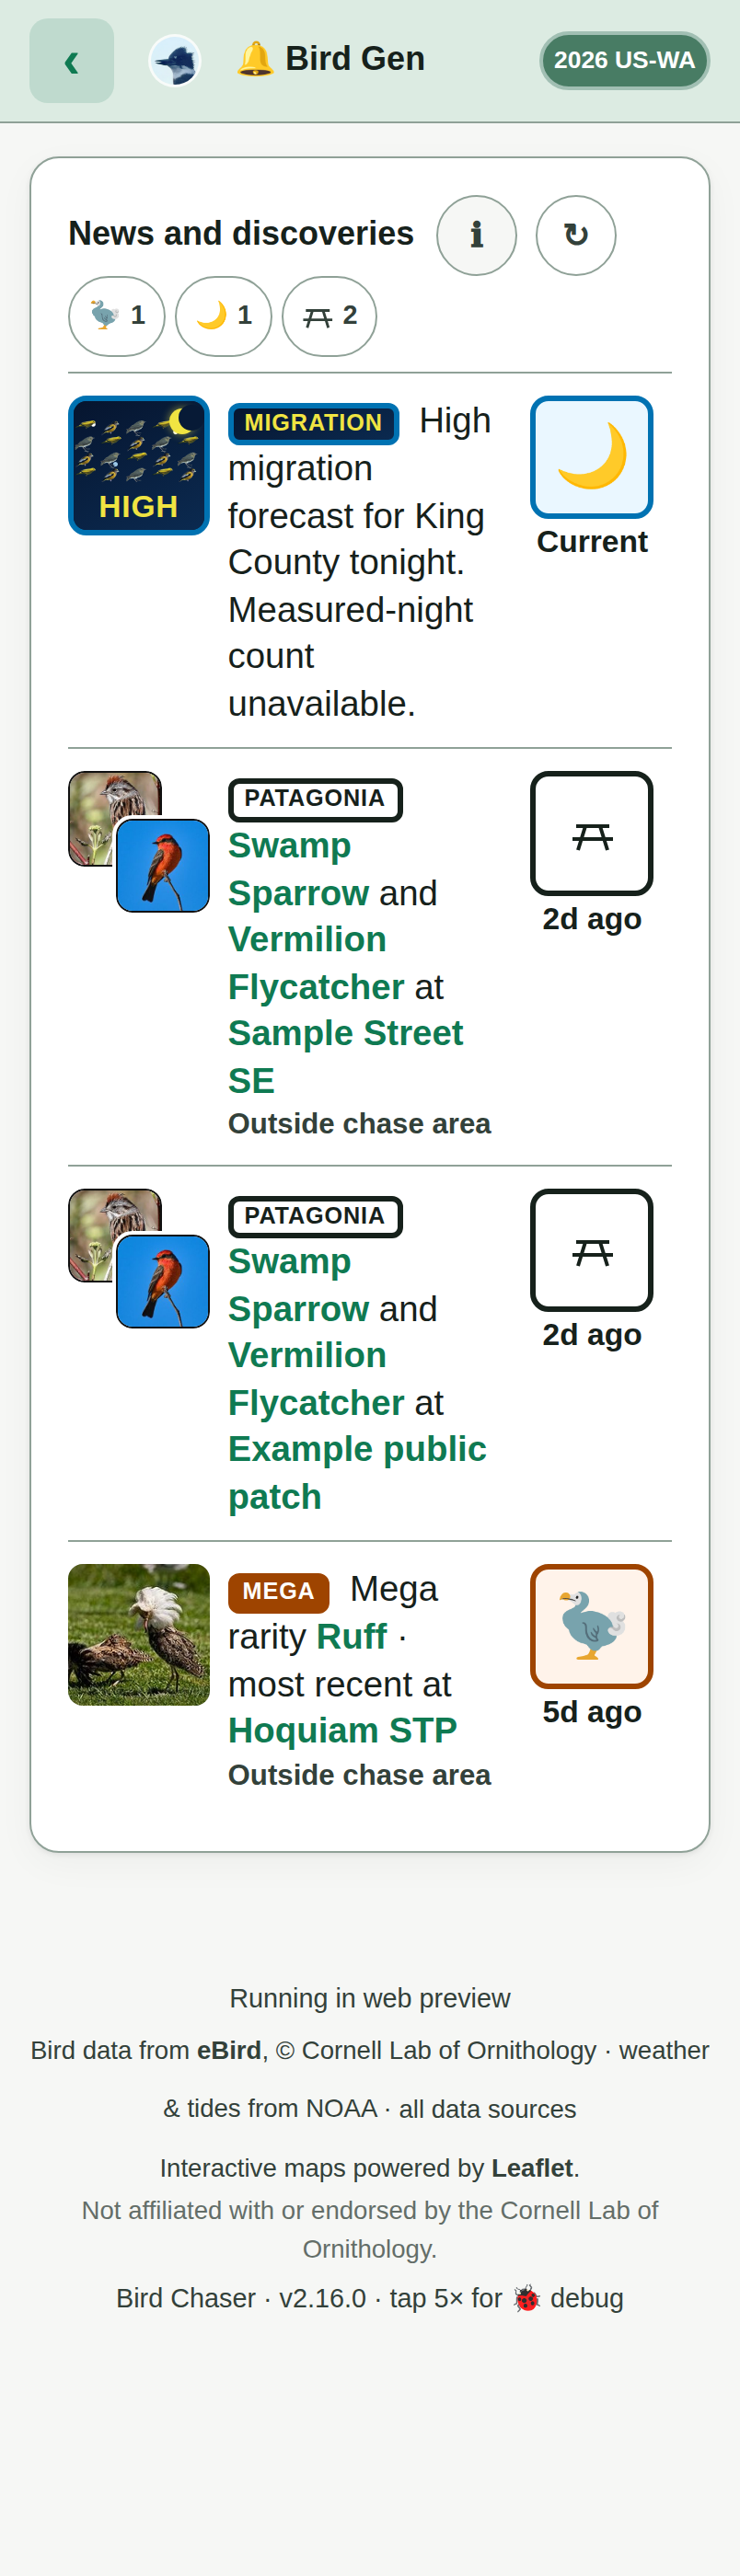 ‹ 🔔 Bird Gen 2026 US-WA
News and discoveries ℹ ↻
🦤 1 🌙 1 2
HIGH
MIGRATION High
migration
forecast for King
County tonight.
Measured-night
count
unavailable.
Current
PATAGONIA
Swamp
Sparrow and
Vermilion
Flycatcher at
Sample Street
SE
Outside chase area
2d ago
PATAGONIA
Swamp
Sparrow and
Vermilion
Flycatcher at
Example public
patch
2d ago
MEGA Mega
rarity Ruff ·
most recent at
Hoquiam STP
Outside chase area
5d ago
Running in web preview
Bird data from eBird, © Cornell Lab of Ornithology · weather
& tides from NOAA · all data sources
Interactive maps powered by Leaflet.
Not affiliated with or endorsed by the Cornell Lab of
Ornithology.
Bird Chaser · v2.16.0 · tap 5× for 🐞 debug